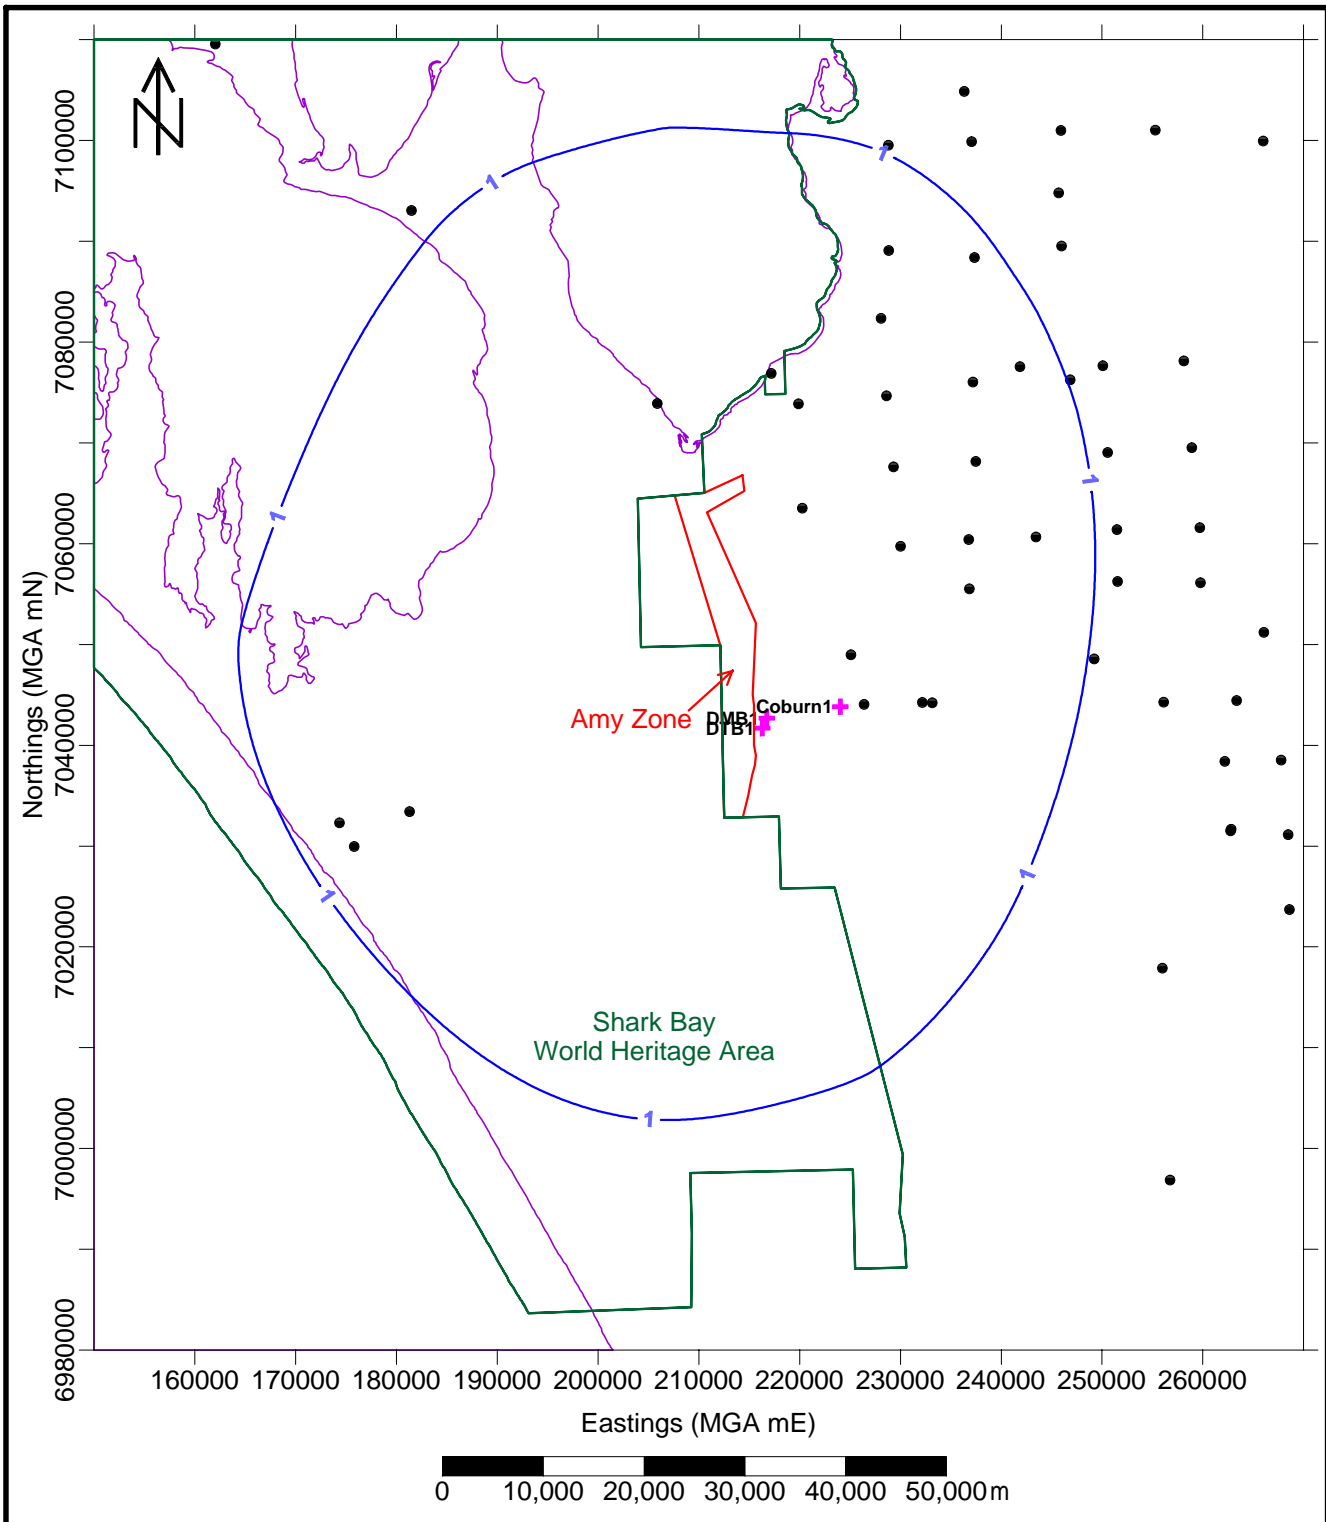 N
7100000
7080000
7060000
7040000
7020000
7000000
6980000
Northings (MGA mN)
1
1
1
1
1
1
1
Coburn1
DMB1
DTB1
Amy Zone
Shark Bay
World Heritage Area
160000 170000 180000 190000 200000 210000 220000 230000 240000 250000 260000
Eastings (MGA mE)
0 10,000 20,000 30,000 40,000 50,000m